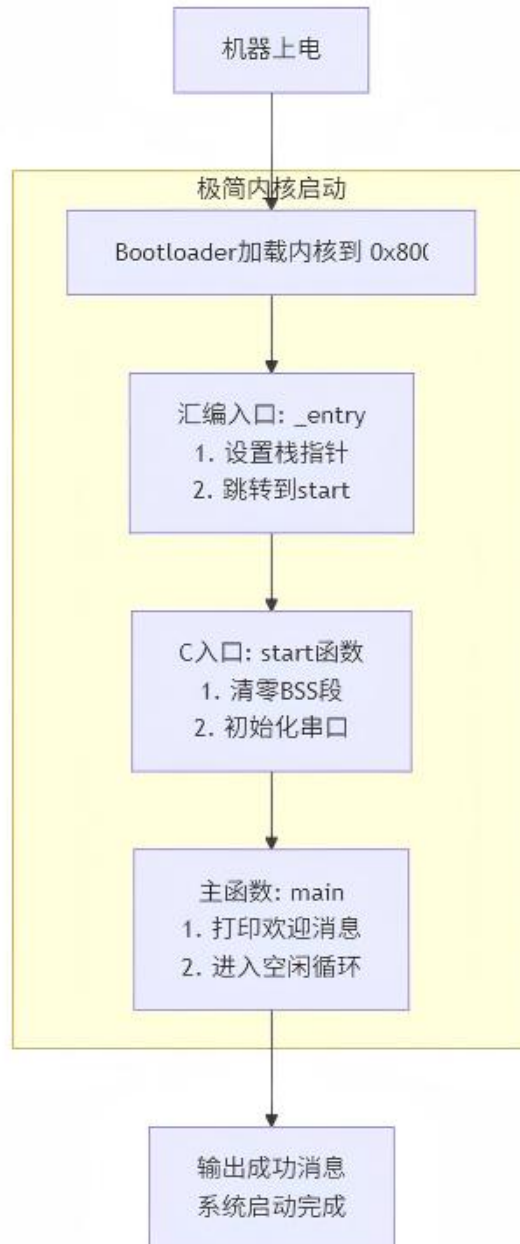 机器上电
极简内核启动
Bootloader加载内核到 0x80
汇编入口: _entry
1. 设置栈指针
2. 跳转到start
C入口: start函数
1. 清零BSS段
2. 初始化串口
主函数: main
1. 打印欢迎消息
2. 进入空闲循环
输出成功消息
系统启动完成